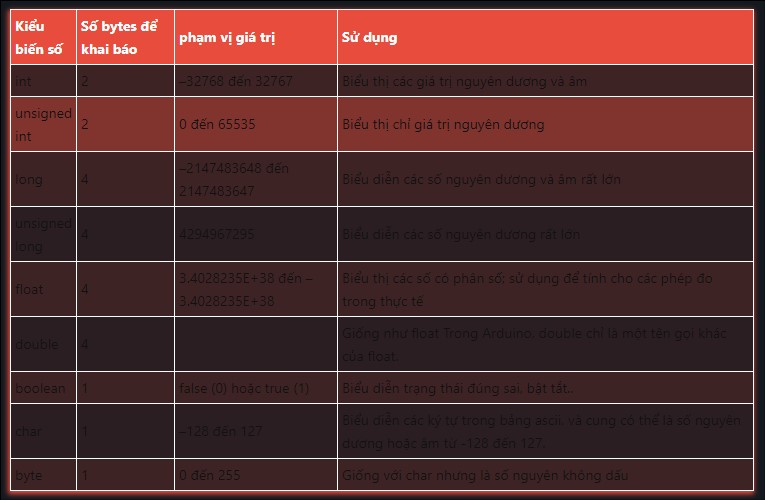 Kiểu biến số | Số bytes để khai báo | phạm vị giá trị | Sử dụng
int | 2 | –32768 đến 32767 | Biểu thị các giá trị nguyên dương và âm
unsigned int | 2 | 0 đến 65535 | Biểu thị chỉ giá trị nguyên dương
long | 4 | –2147483648 đến 2147483647 | Biểu diễn các số nguyên dương và âm rất lớn
unsigned long | 4 | 4294967295 | Biểu diễn các số nguyên dương rất lớn
float | 4 | 3.4028235E+38 đến –3.4028235E+38 | Biểu thị các số có phân số; sử dụng để tính cho các phép đo trong thực tế
double | 4 | | Giống như float Trong Arduino, double chỉ là một tên gọi khác của float.
boolean | 1 | false (0) hoặc true (1) | Biểu diễn trạng thái đúng sai, bật tắt..
char | 1 | –128 đến 127 | Biểu diễn các ký tự trong bảng ascii, và cung có thể là số nguyên dương hoặc âm từ -128 đến 127.
byte | 1 | 0 đến 255 | Giống với char nhưng là số nguyên không dấu